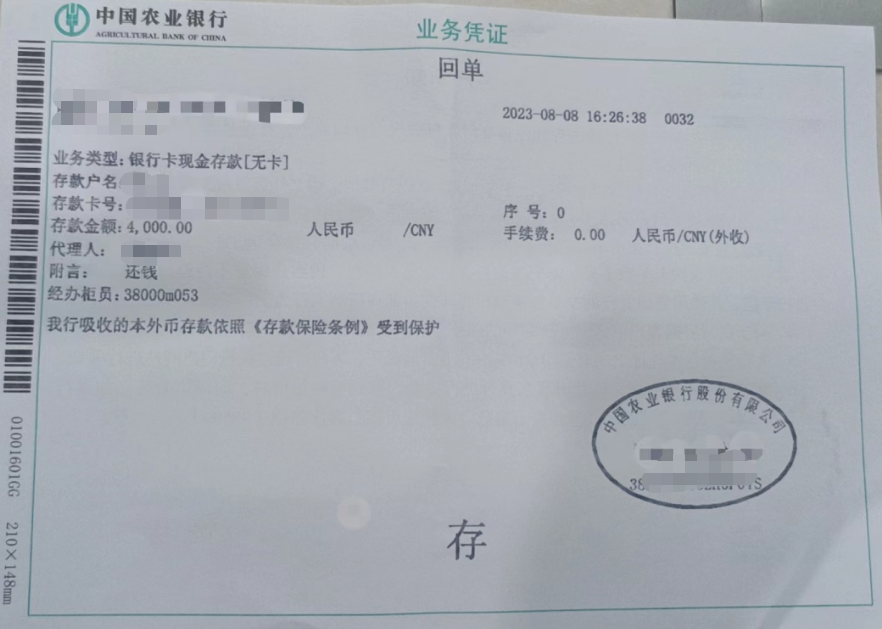 中国农业银行
AGRICULTURAL BANK OF CHINA
业务凭证
回单
2023-08-08 16:26:38 0032
业务类型:银行卡现金存款[无卡]
存款户名
存款卡号:
序 号: 0
存款金额:4,000.00 人民币 /CNY
手续费: 0.00 人民币/CNY(外收)
代理人:
附言: 还钱
经办柜员:38000m053
我行吸收的本外币存款依照《存款保险条例》受到保护
中国农业银行股份有限公司
存
01001601GG 210×148mm